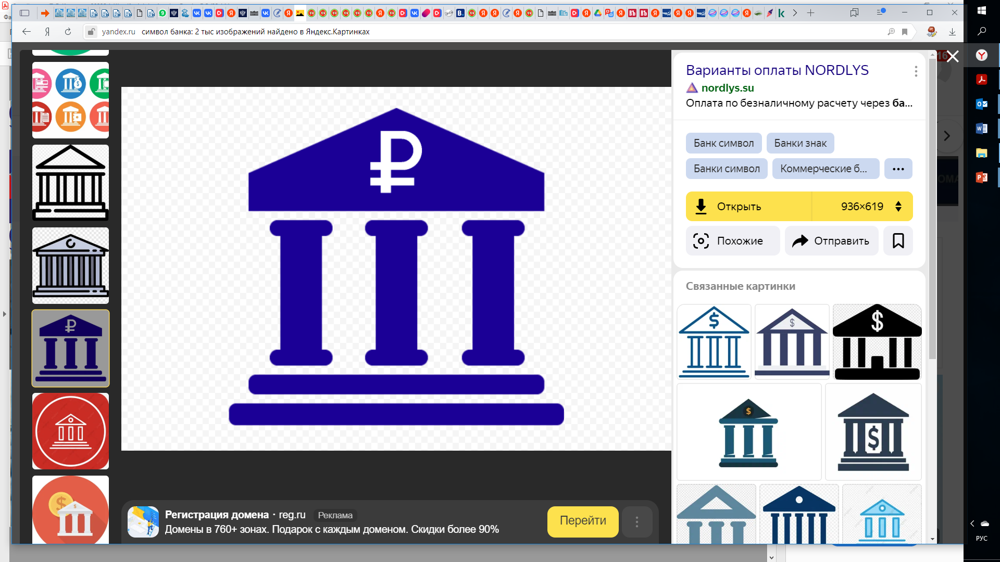 yandex.ru символ банка: 2 тыс изображений найдено в Яндекс.Картинках
Варианты оплаты NORDLYS
nordlys.su
Оплата по безналичному расчету через ба...
Банк символ
Банки знак
Банки символ
Коммерческие б...
Открыть
936×619
Похожие
Отправить
Связанные картинки
Регистрация домена · reg.ru Реклама
Домены в 760+ зонах. Подарок с каждым доменом. Скидки более 90%
Перейти
РУС